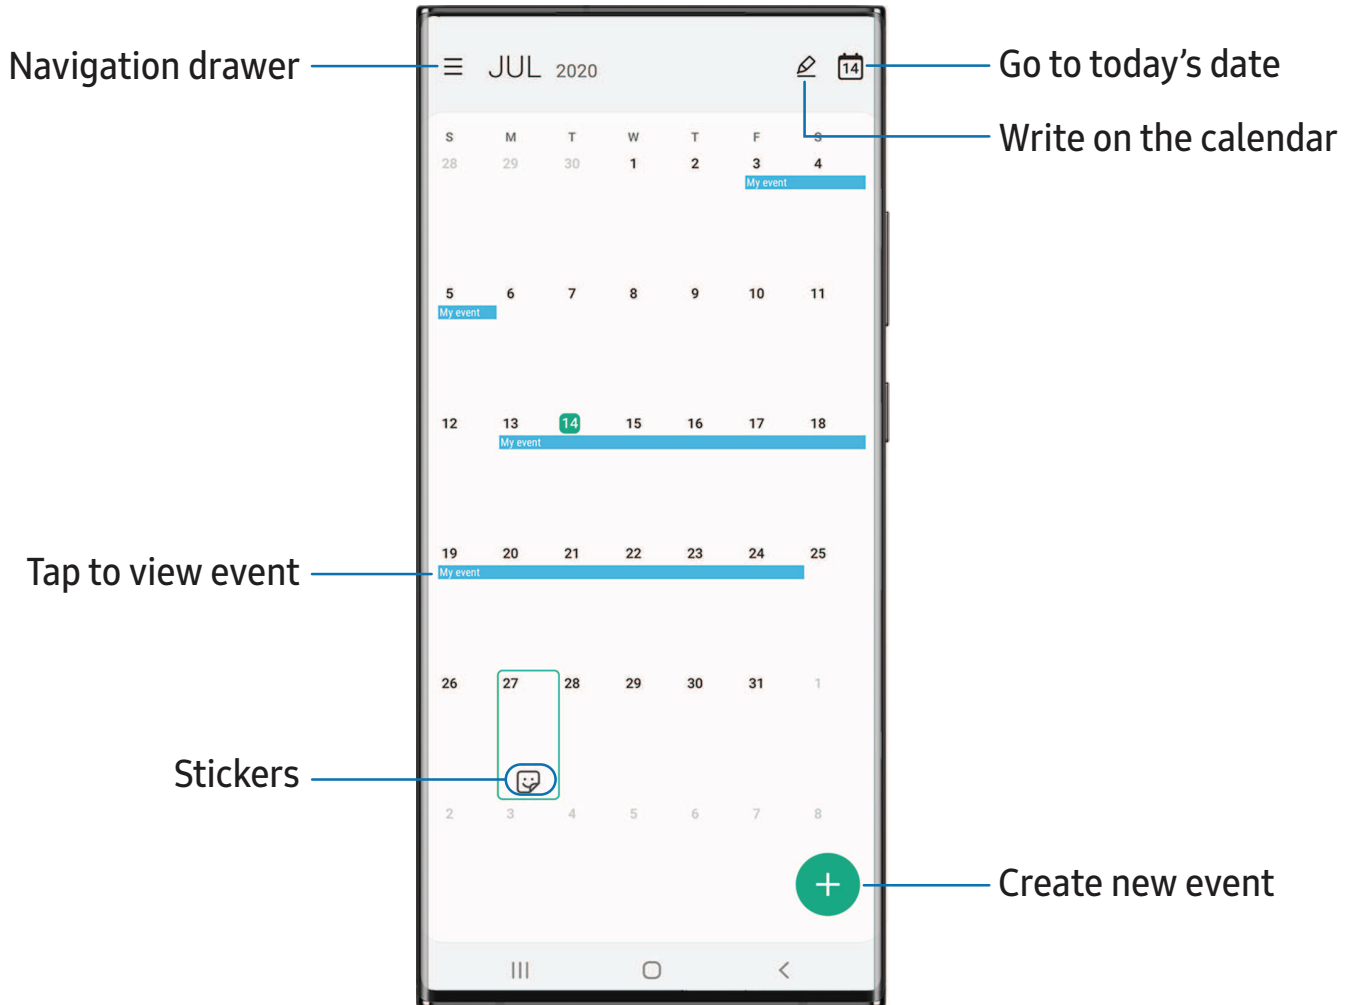 Navigation drawer
JUL 2020
14
Go to today's date
Write on the calendar
S M T W T F S
28 29 30 1 2 3 4
My event
5 6 7 8 9 10 11
My event
12 13 14 15 16 17 18
My event
19 20 21 22 23 24 25
My event
Tap to view event
26 27 28 29 30 31 1
Stickers
2 3 4 5 6 7 8
Create new event